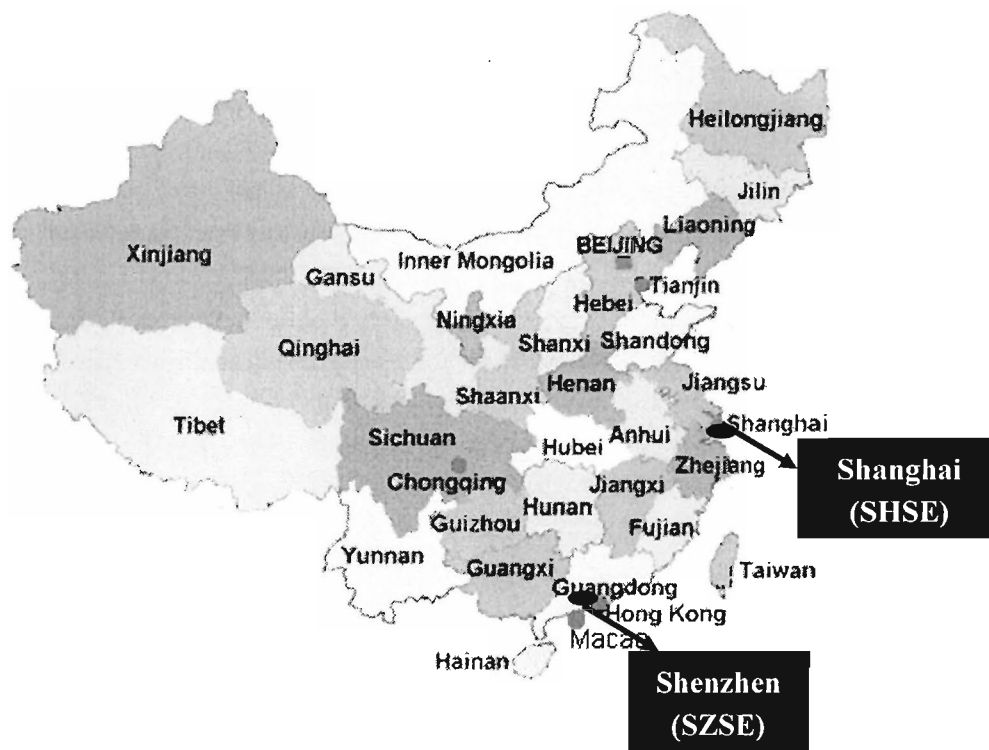 Heilongjiang
Jilin
Liaoning
BEIJING
Xinjiang
Inner Mongolia
Gansu
Tianjin
Hebei
Ningxia
Shanxi
Shandong
Qinghai
Henan
Jiangsu
Shaanxi
Tibet
Sichuan
Hubei
Anhui
Shanghai
Zhejiang
Shanghai
(SHSE)
Chongqing
Jiangxi
Hunan
Guizhou
Fujian
Yunnan
Guangxi
Taiwan
Guangdong
Hong Kong
Macao
Hainan
Shenzhen
(SZSE)